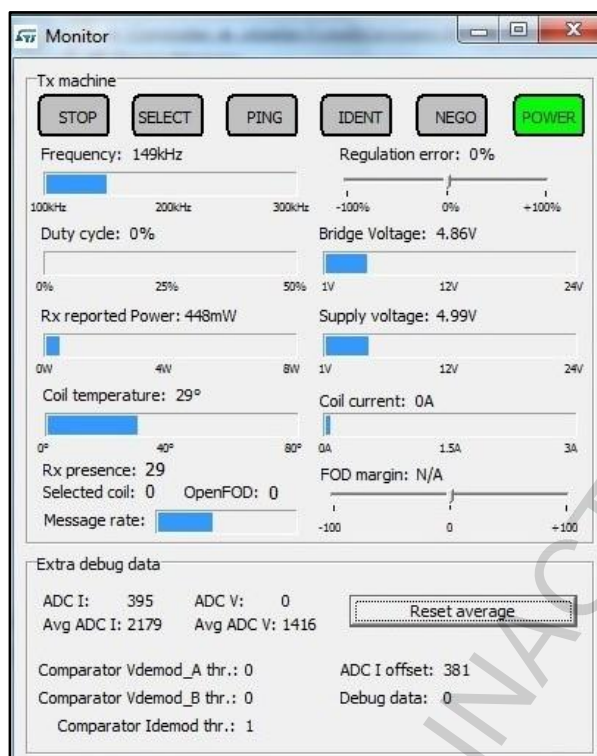 Monitor
Tx machine
STOP SELECT PING IDENT NEGO POWER
Frequency: 149kHz Regulation error: 0%
100kHz 200kHz 300kHz -100% 0% +100%
Duty cycle: 0% Bridge Voltage: 4.86V
0% 25% 50% 1V 12V 24V
Rx reported Power: 448mW Supply voltage: 4.99V
0W 4W 8W 1V 12V 24V
Coil temperature: 29° Coil current: 0A
0° 40° 80° 0A 1.5A 3A
Rx presence: 29 FOD margin: N/A
Selected coil: 0 OpenFOD: 0
Message rate: -100 0 +100
Extra debug data
ADC I: 395 ADC V: 0 Reset average
Avg ADC I: 2179 Avg ADC V: 1416
Comparator Vdemod_A thr.: 0 ADC I offset: 381
Comparator Vdemod_B thr.: 0 Debug data: 0
Comparator Idemod thr.: 1
INACT